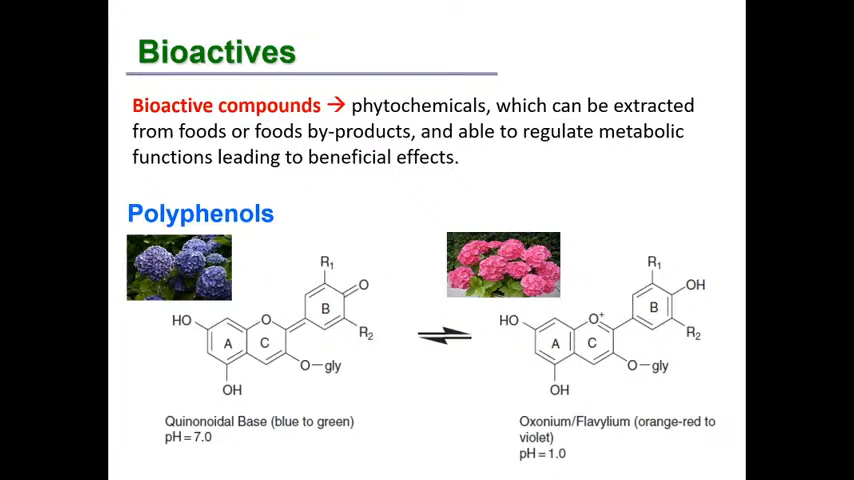 Bioactives
Bioactive compounds → phytochemicals, which can be extracted
from foods or foods by-products, and able to regulate metabolic
functions leading to beneficial effects.
Polyphenols
R1
O
B
HO
O
R2
A
C
O—gly
OH
Quinonoidal Base (blue to green)
pH=7.0
R1
OH
B
HO
O+
R2
A
C
O—gly
OH
Oxonium/Flavylium (orange-red to
violet)
pH=1.0